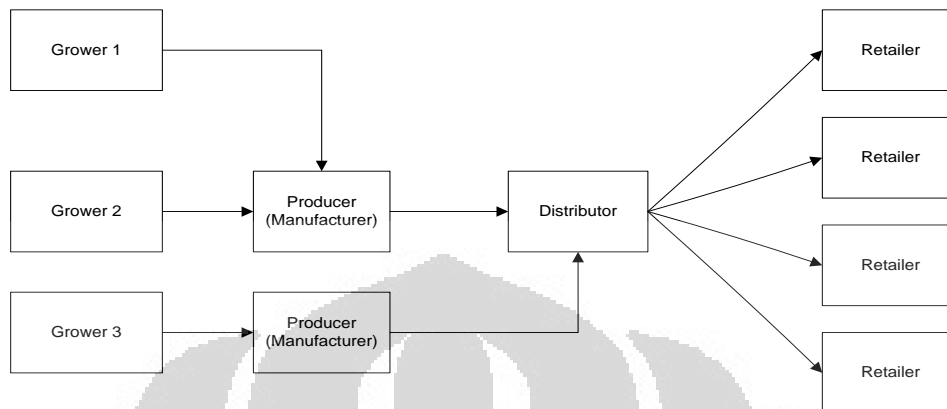 Grower 1
Retailer
Retailer
Grower 2
Producer
(Manufacturer)
Distributor
Retailer
Grower 3
Producer
(Manufacturer)
Retailer